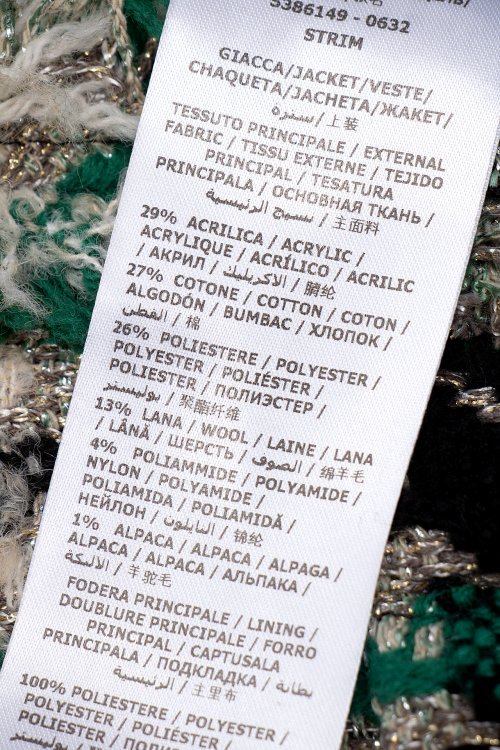 S386149 - 0632
STRIM
GIACCA/JACKET/VESTE/
CHAQUETA/JACHETA/ЖАКЕТ/
سترة / 上装
TESSUTO PRINCIPALE / EXTERNAL
FABRIC / TISSU EXTERNE / TEJIDO
PRINCIPAL / TESATURA
PRINCIPALA / ОСНОВНАЯ ТКАНЬ /
الرئيسية / 主面料
29% ACRILICA / ACRYLIC /
ACRYLIQUE / ACRÍLICO / ACRILIC
/ АКРИЛ / الاكريليك / 腈纶
27% COTONE / COTTON / COTON /
ALGODÓN / BUMBAC / ХЛОПОК /
القطن / 棉
26% POLIESTERE / POLYESTER /
POLYESTER / POLIÉSTER /
POLIESTER / ПОЛИЭСТЕР /
بوليستر / 聚酯纤维
13% LANA / WOOL / LAINE / LANA
/ LÂNĂ / ШЕРСТЬ / الصوف / 绵羊毛
4% POLIAMMIDE / POLYAMIDE /
NYLON / POLYAMIDE /
POLIAMIDA / POLIAMIDĂ /
НЕЙЛОН / النايلون / 锦纶
1% ALPACA / ALPACA / ALPAGA /
ALPACA / ALPACA / АЛЬПАКА /
الألبكة / 羊驼毛
FODERA PRINCIPALE / LINING /
DOUBLURE PRINCIPALE / FORRO
PRINCIPAL / CAPTUSALA
PRINCIPALA / ПОДКЛАДКА / بطانة
الرئيسية / 主里布
100% POLIESTERE / POLYESTER /
POLYESTER / POLIÉSTER /
POLIESTER / ПОЛИЭСТЕР